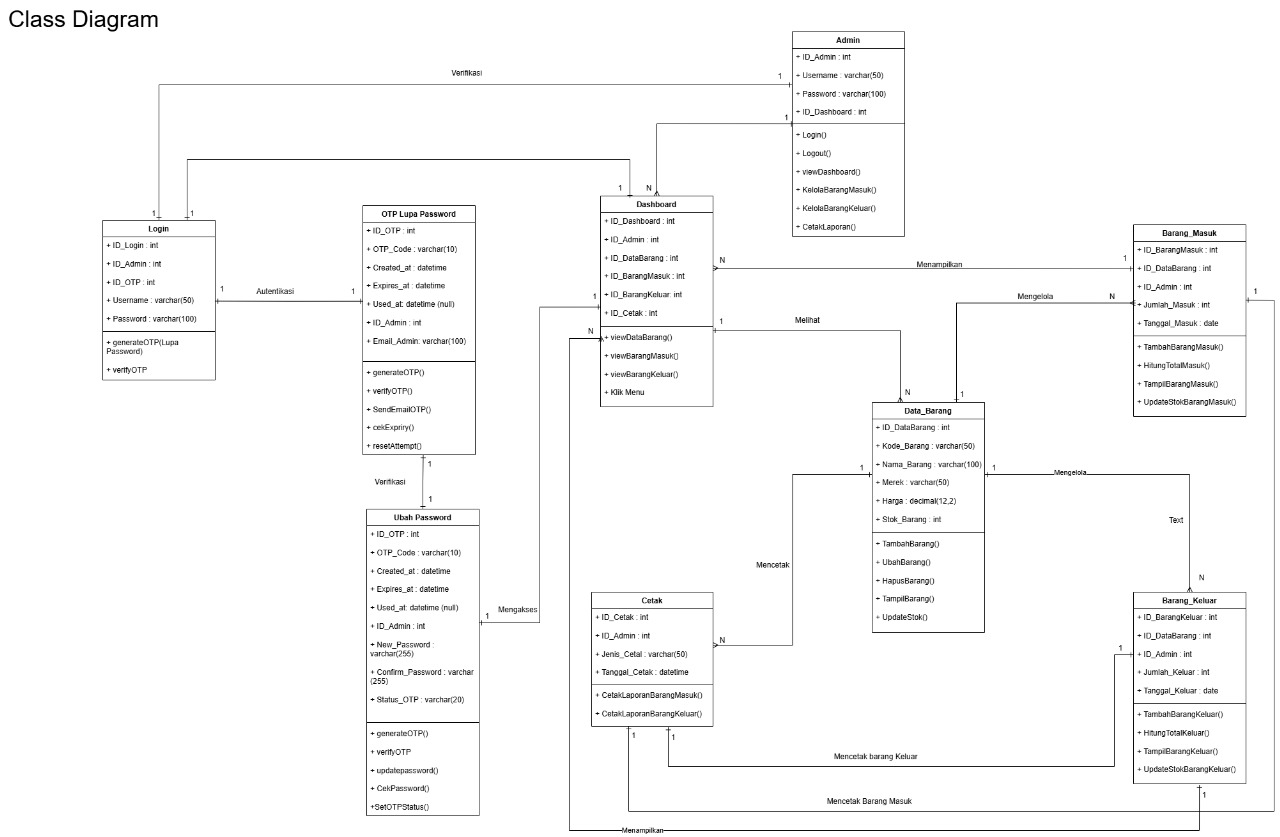 Class Diagram
Admin
+ ID_Admin : int
+ Username : varchar(50)
+ Password : varchar(100)
+ ID_Dashboard : int
+ Login()
+ Logout()
+ viewDashboard()
+ KelolaBarangMasuk()
+ KelolaBarangKeluar()
+ CetakLaporan()
Verifikasi
1
1
1
N
1
1
Login
+ ID_Login : int
+ ID_Admin : int
+ ID_OTP : int
+ Username : varchar(50)
+ Password : varchar(100)
+ generateOTP(Lupa
Password)
+ verifyOTP
1
Autentikasi
1
OTP Lupa Password
+ ID_OTP : int
+ OTP_Code : varchar(10)
+ Created_at : datetime
+ Expires_at : datetime
+ Used_at: datetime (null)
+ ID_Admin : int
+ Email_Admin: varchar(100)
+ generateOTP()
+ verifyOTP()
+ SendEmailOTP()
+ cekExpriry()
+ resetAttempt()
1
Verifikasi
1
Ubah Password
+ ID_OTP : int
+ OTP_Code : varchar(10)
+ Created_at : datetime
+ Expires_at : datetime
+ Used_at: datetime (null)
+ ID_Admin : int
+ New_Password :
varchar(255)
+ Confirm_Password : varchar
(255)
+ Status_OTP : varchar(20)
+ generateOTP()
+ verifyOTP
+ updatepassword()
+ CekPassword()
+SetOTPStatus()
1
Mengakses
1
Dashboard
+ ID_Dashboard : int
+ ID_Admin : int
+ ID_DataBarang : int
+ ID_BarangMasuk : int
+ ID_BarangKeluar: int
+ ID_Cetak : int
+ viewDataBarang()
+ viewBarangMasuk()
+ viewBarangKeluar()
+ Klik Menu
N
N
Menampilkan
1
1
Melihat
N
Barang_Masuk
+ ID_BarangMasuk : int
+ ID_DataBarang : int
+ ID_Admin : int
+ Jumlah_Masuk : int
+ Tanggal_Masuk : date
+ TambahBarangMasuk()
+ HitungTotalMasuk()
+ TampilBarangMasuk()
+ UpdateStokBarangMasuk()
1
Mengelola
N
1
Data_Barang
+ ID_DataBarang : int
+ Kode_Barang : varchar(50)
+ Nama_Barang : varchar(100)
+ Merek : varchar(50)
+ Harga : decimal(12,2)
+ Stok_Barang : int
+ TambahBarang()
+ UbahBarang()
+ HapusBarang()
+ TampilBarang()
+ UpdateStok()
1
Mengelola
Text
N
1
Mencetak
N
Cetak
+ ID_Cetak : int
+ ID_Admin : int
+ Jenis_Cetal : varchar(50)
+ Tanggal_Cetak : datetime
+ CetakLaporanBarangMasuk()
+ CetakLaporanBarangKeluar()
1
1
Barang_Keluar
+ ID_BarangKeluar : int
+ ID_DataBarang : int
+ ID_Admin : int
+ Jumlah_Keluar : int
+ Tanggal_Keluar : date
+ TambahBarangKeluar()
+ HitungTotalKeluar()
+ TampilBarangKeluar()
+ UpdateStokBarangKeluar()
1
Mencetak barang Keluar
1
Mencetak Barang Masuk
Menampilkan